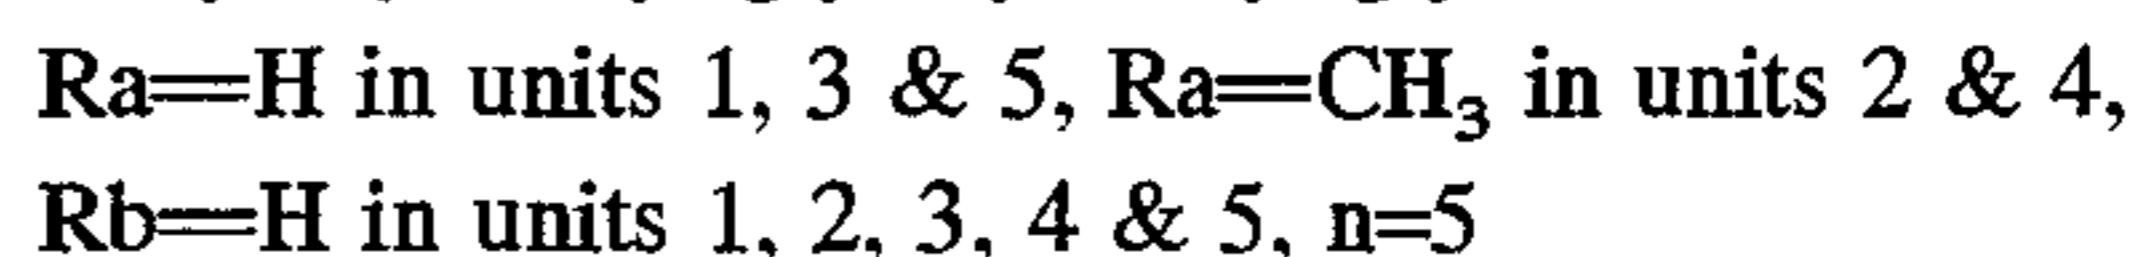 Ra=H in units 1, 3 & 5, Ra=CH₃ in units 2 & 4,
Rb=H in units 1, 2, 3, 4 & 5, n=5